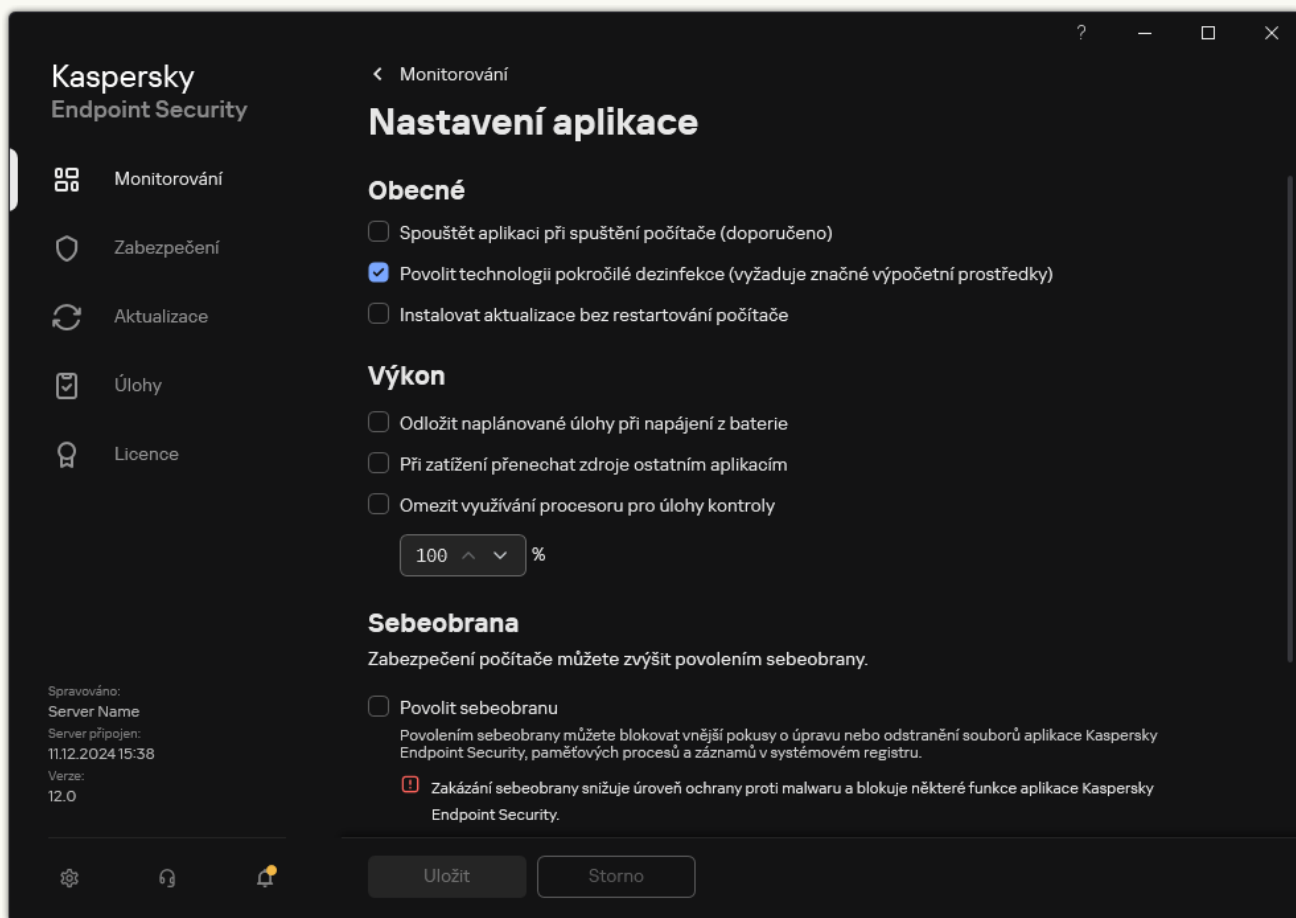 ?
Kaspersky
Endpoint Security
Monitorování
Zabezpečení
Aktualizace
Úlohy
Licence
Spravováno:
Server Name
Server připojen:
11.12.2024 15:38
Verze:
12.0
Monitorování
Nastavení aplikace
Obecné
Spouštět aplikaci při spuštění počítače (doporučeno)
Povolit technologii pokročilé dezinfekce (vyžaduje značné výpočetní prostředky)
Instalovat aktualizace bez restartování počítače
Výkon
Odložit naplánované úlohy při napájení z baterie
Při zatížení přenechat zdroje ostatním aplikacím
Omezit využívání procesoru pro úlohy kontroly
100 %
Sebeobrana
Zabezpečení počítače můžete zvýšit povolením sebeobrany.
Povolit sebeobranu
Povolením sebeobrany můžete blokovat vnější pokusy o úpravu nebo odstranění souborů aplikace Kaspersky
Endpoint Security, paměťových procesů a záznamů v systémovém registru.
Zakázání sebeobrany snižuje úroveň ochrany proti malwaru a blokuje některé funkce aplikace Kaspersky
Endpoint Security.
Uložit
Storno